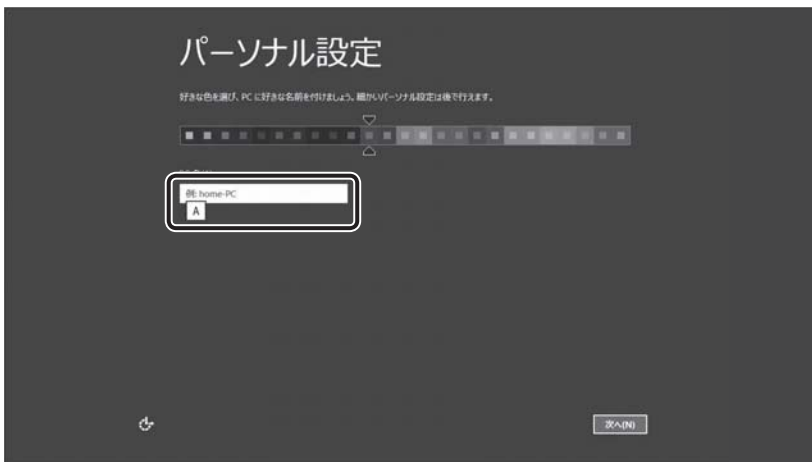 パーソナル設定
好きな色を選び、PC に好きな名前を付けましょう。細かいパーソナル設定は後で行えます。
例: home-PC
A
次へ(N)